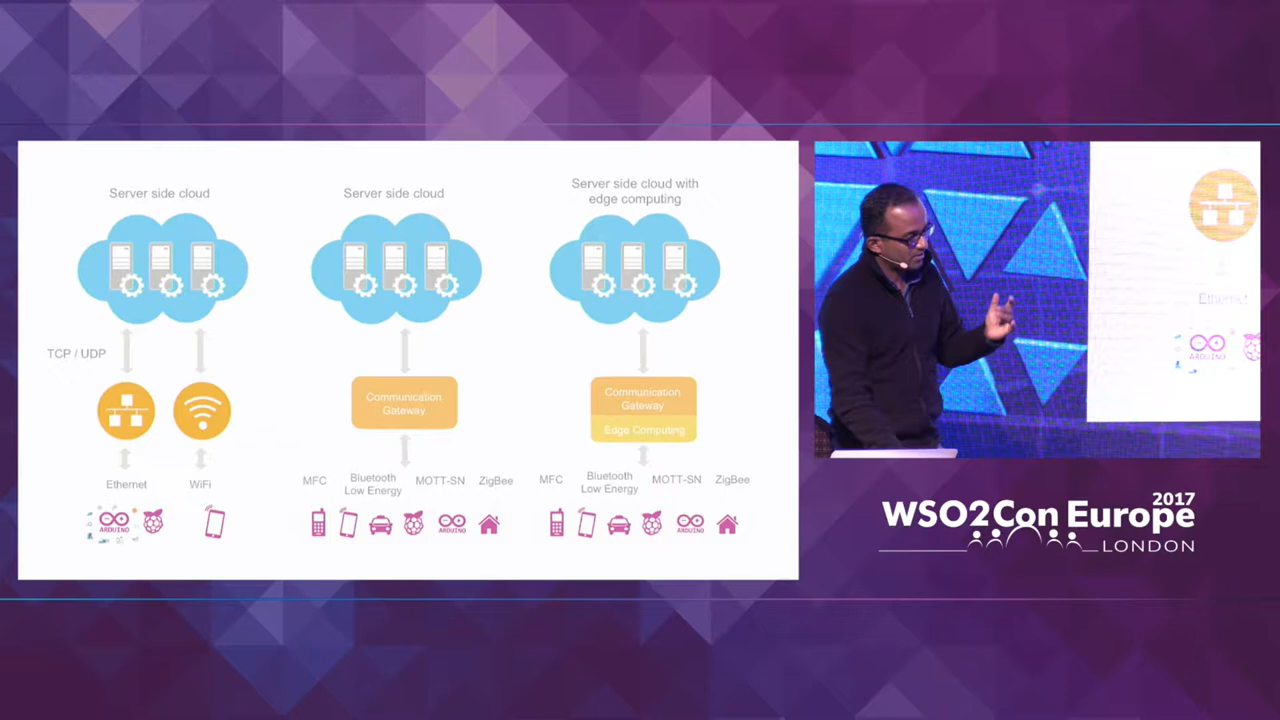 Server side cloud
Server side cloud
Server side cloud with
edge computing
TCP / UDP
Communication
Gateway
Communication
Gateway
Edge Computing
Ethernet
WiFi
MFC
Bluetooth
Low Energy
MOTT-SN
ZigBee
MFC
Bluetooth
Low Energy
MOTT-SN
ZigBee
ARDUINO
ARDUINO
ARDUINO
Ethernet
ARDUINO
2017
WSO2Con Europe
LONDON